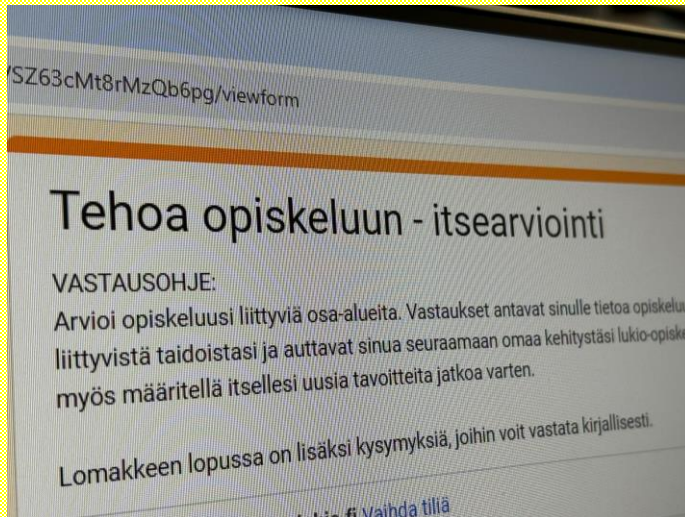 /SZ63cMt8rMzQb6pg/viewform
Tehoa opiskeluun - itsearviointi
VASTAUSOHJE:
Arvioi opiskeluusi liittyviä osa-alueita. Vastaukset antavat sinulle tietoa
liittyvistä taidoistasi ja auttavat sinua seuraamaan omaa kehitystäsi
myös määritellä itsellesi uusia tavoitteita jatkoa varten.
Lomakkeen lopussa on lisäksi kysymyksiä, joihin voit vastata kirjallisesti.
Vaihda tiliä